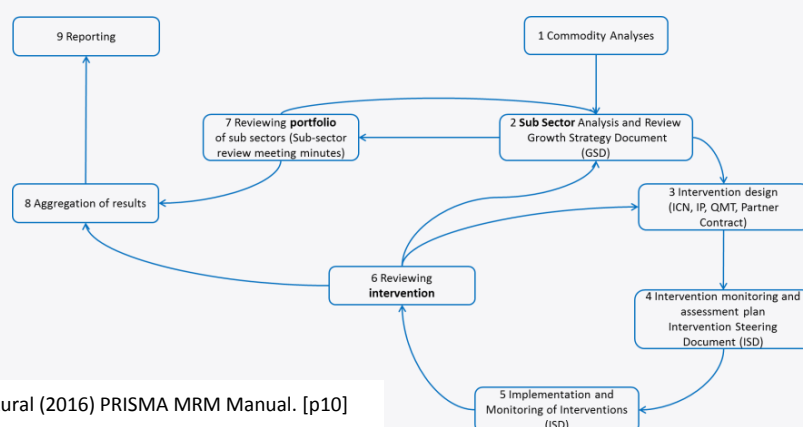 9 Reporting
1 Commodity Analyses
7 Reviewing portfolio
of sub sectors (Sub-sector
review meeting minutes)
2 Sub Sector Analysis and Review
Growth Strategy Document
(GSD)
3 Intervention design
(ICN, IP, QMT, Partner
Contract)
8 Aggregation of results
6 Reviewing
intervention
4 Intervention monitoring and
assessment plan
Intervention Steering
Document (ISD)
5 Implementation and
Monitoring of Interventions
(ISD)
ural (2016) PRISMA MRM Manual. [p10]